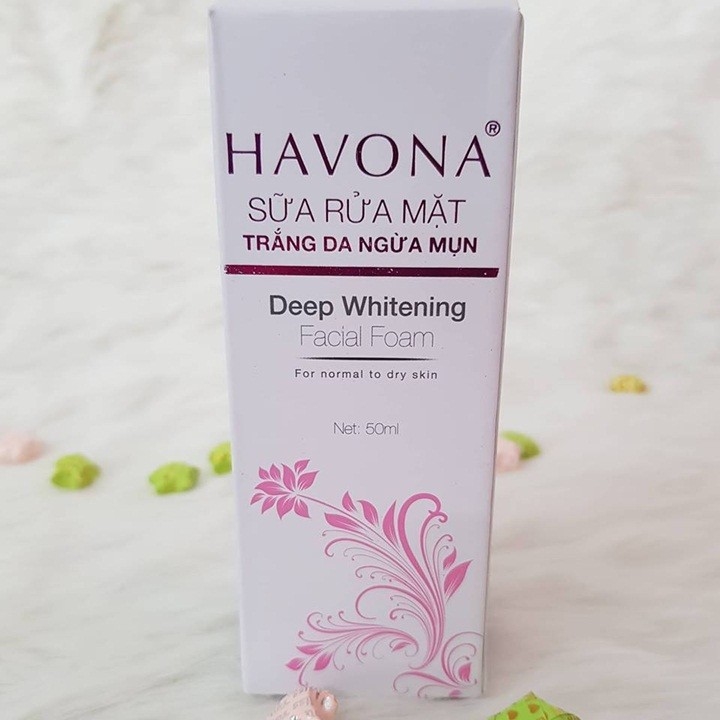 HAVONA®
SỮA RỬA MẶT
TRẮNG DA NGỪA MỤN
Deep Whitening
Facial Foam
For normal to dry skin
Net: 50ml